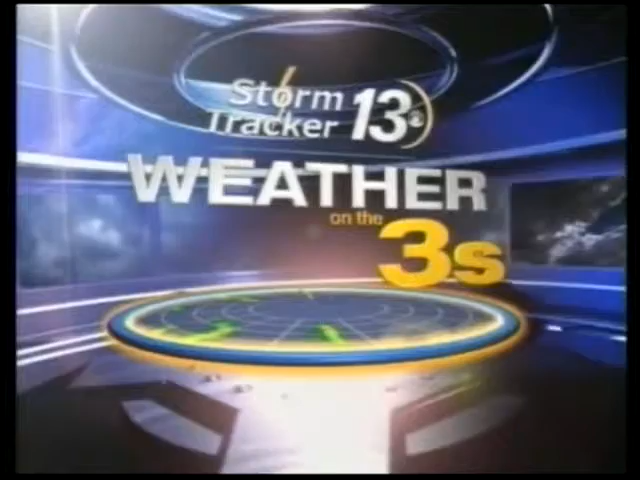 Storm
Tracker 13
WEATHER
on the
3s